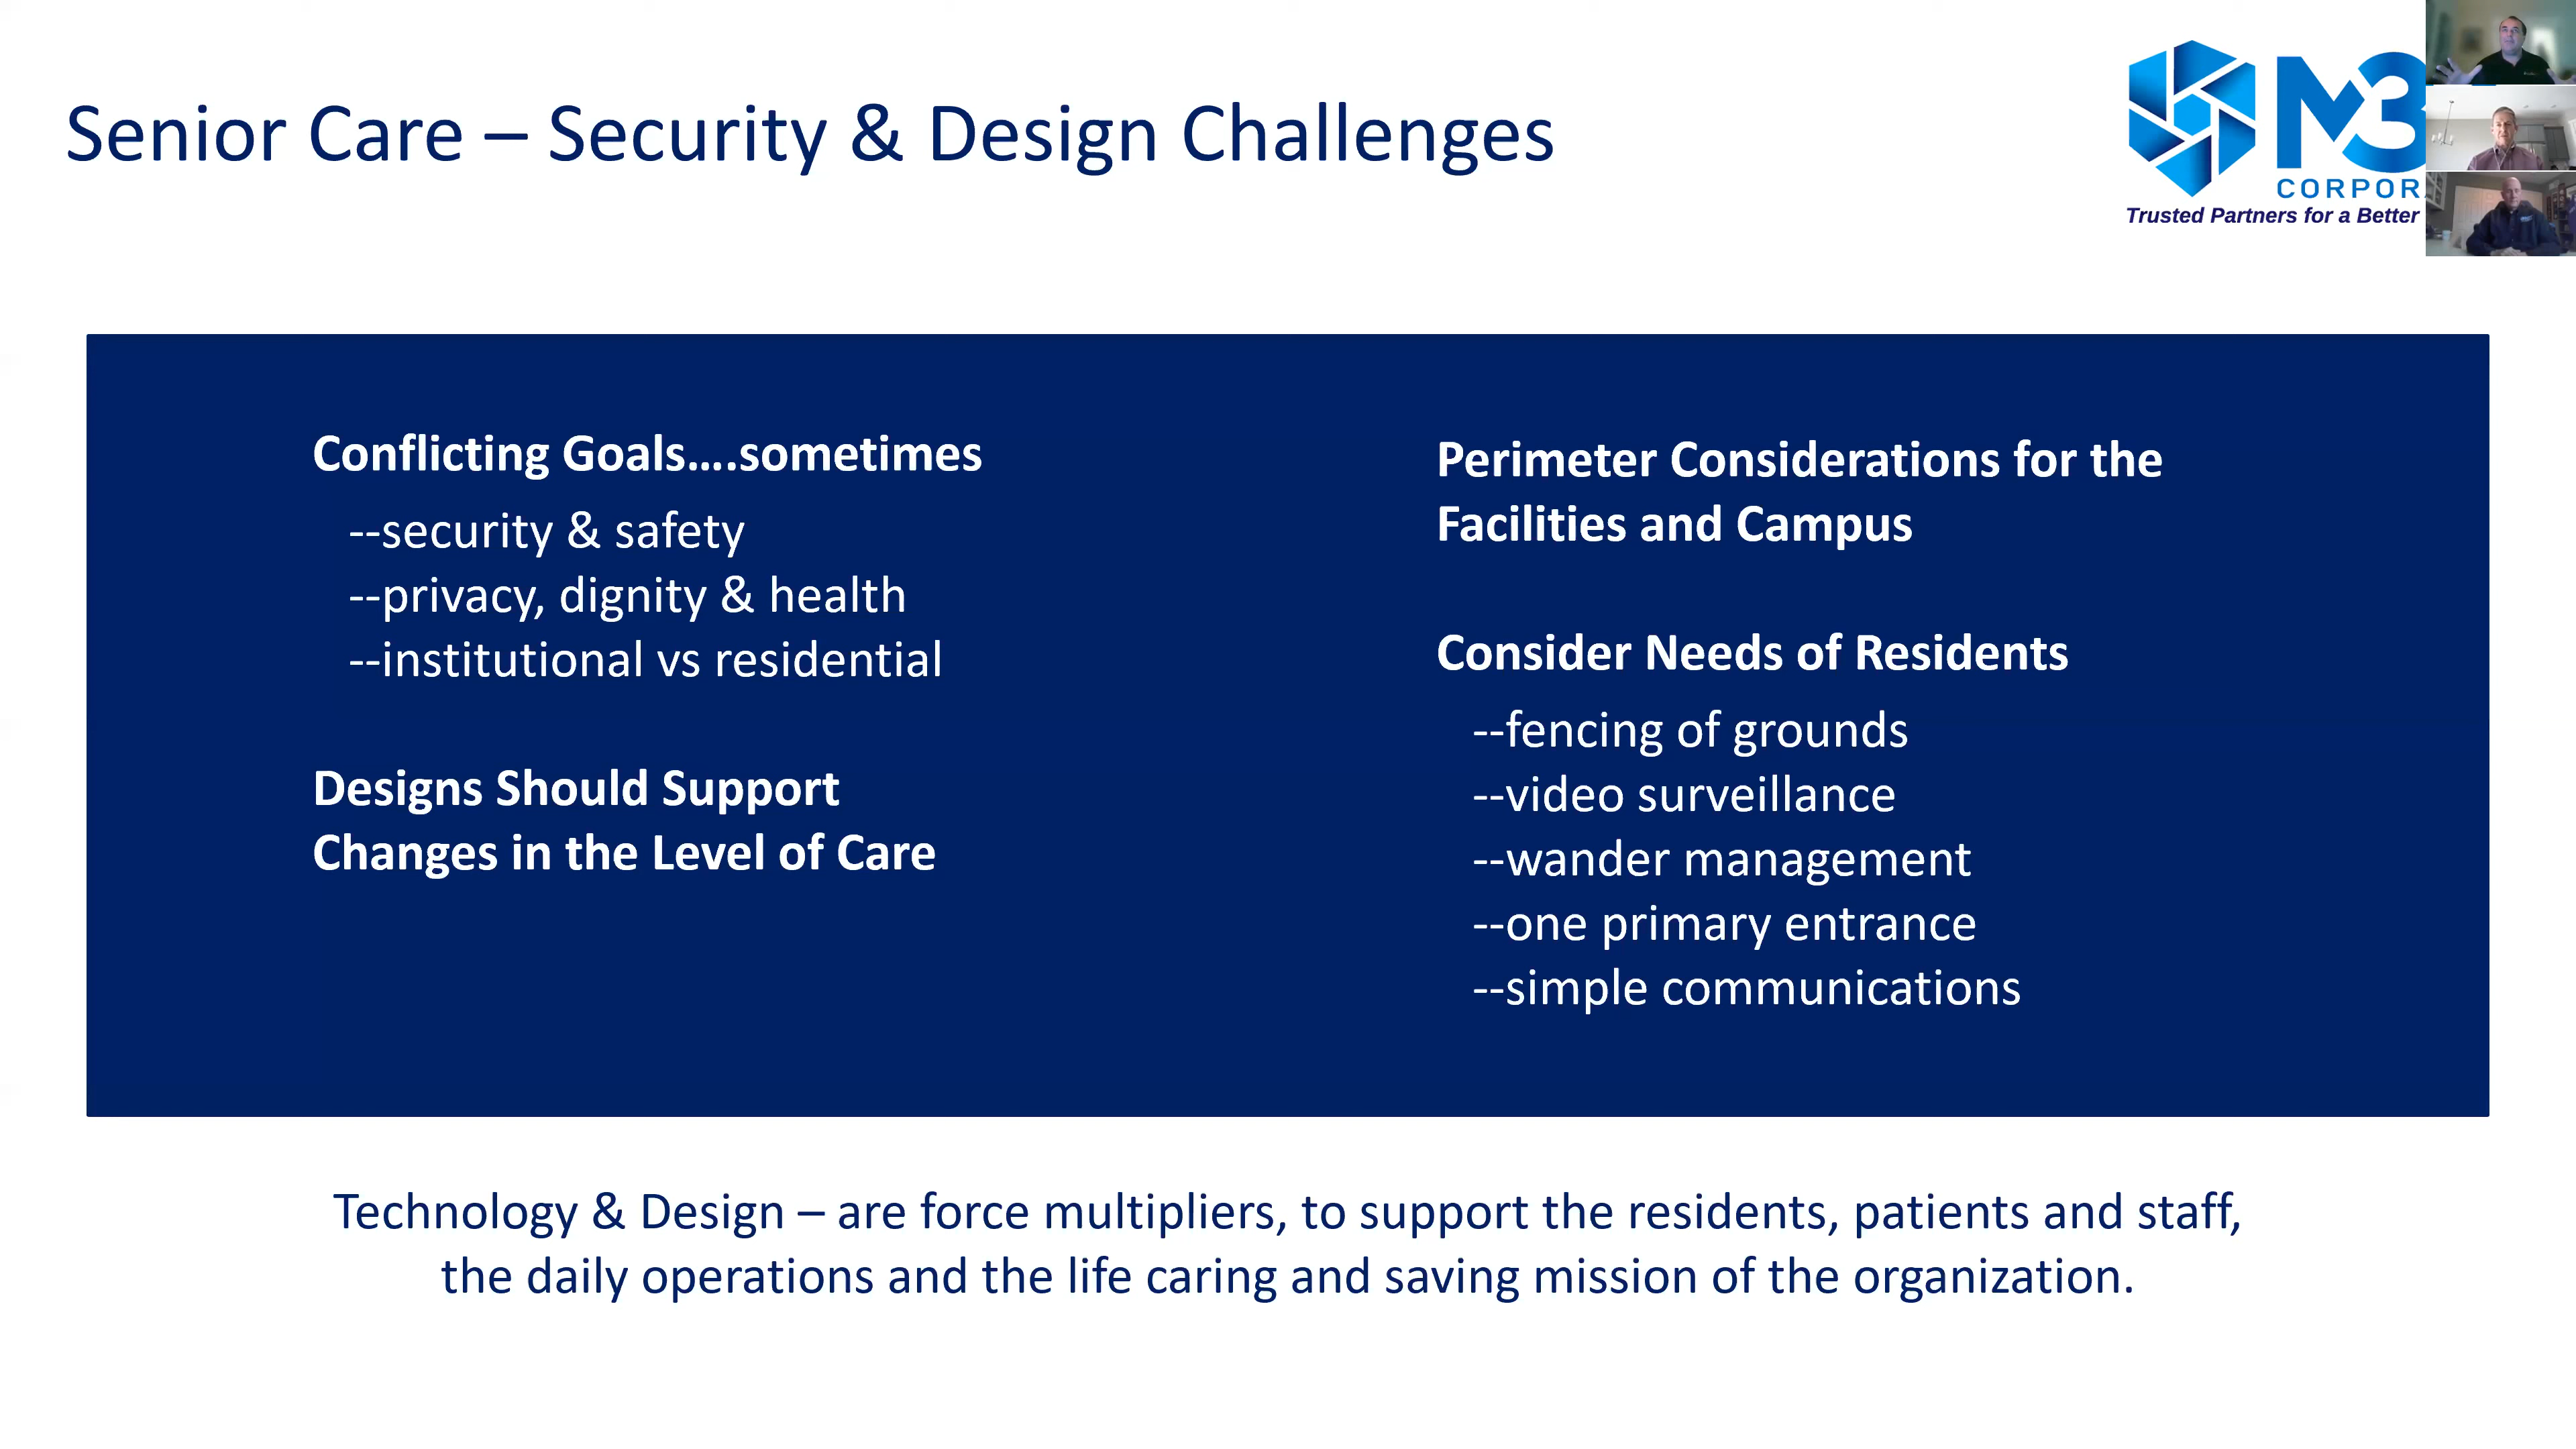 Senior Care – Security & Design Challenges
M3
CORPOR
Trusted Partners for a Better
Conflicting Goals….sometimes
--security & safety
--privacy, dignity & health
--institutional vs residential
Designs Should Support
Changes in the Level of Care
Perimeter Considerations for the
Facilities and Campus
Consider Needs of Residents
--fencing of grounds
--video surveillance
--wander management
--one primary entrance
--simple communications
Technology & Design – are force multipliers, to support the residents, patients and staff,
the daily operations and the life caring and saving mission of the organization.